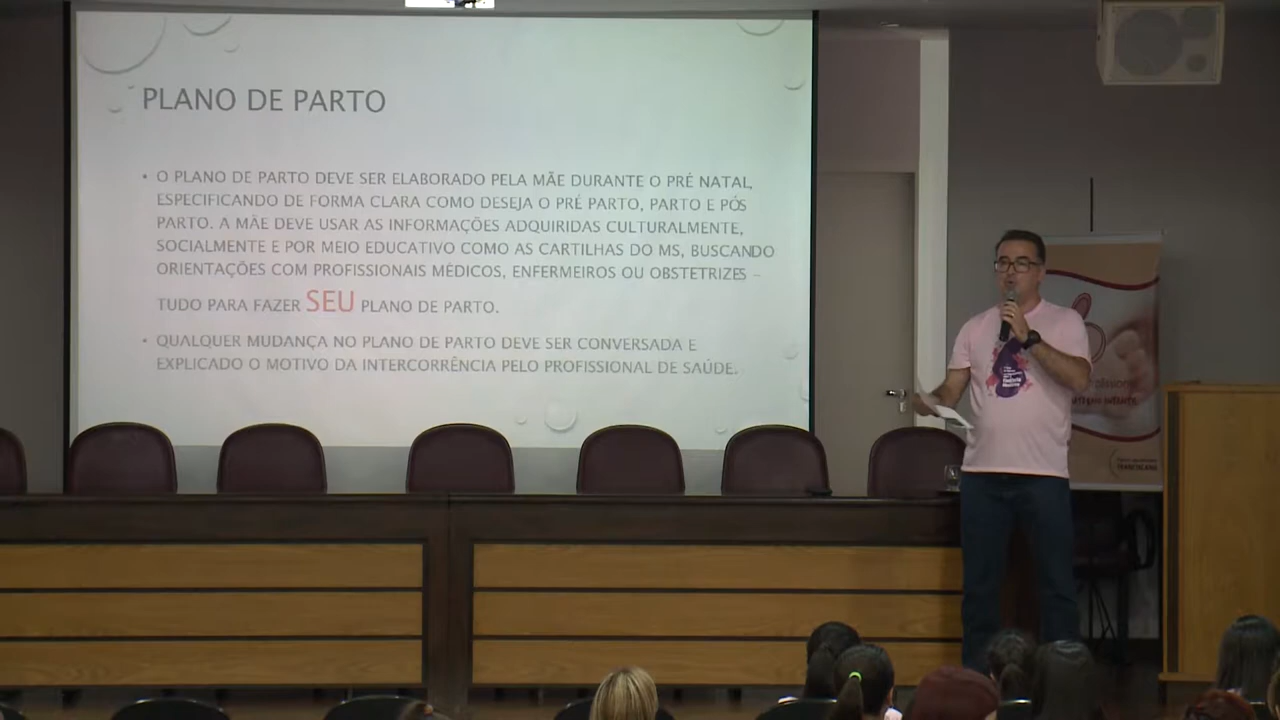 PLANO DE PARTO
• O PLANO DE PARTO DEVE SER ELABORADO PELA MÃE DURANTE O PRÉ NATAL,
ESPECIFICANDO DE FORMA CLARA COMO DESEJA O PRÉ PARTO, PARTO E PÓS
PARTO. A MÃE DEVE USAR AS INFORMAÇÕES ADQUIRIDAS CULTURALMENTE,
SOCIALMENTE E POR MEIO EDUCATIVO COMO AS CARTILHAS DO MS, BUSCANDO
ORIENTAÇÕES COM PROFISSIONAIS MÉDICOS, ENFERMEIROS OU OBSTETRIZES –
TUDO PARA FAZER SEU PLANO DE PARTO.
• QUALQUER MUDANÇA NO PLANO DE PARTO DEVE SER CONVERSADA E
EXPLICADO O MOTIVO DA INTERCORRÊNCIA PELO PROFISSIONAL DE SAÚDE.
FRANCISCANA